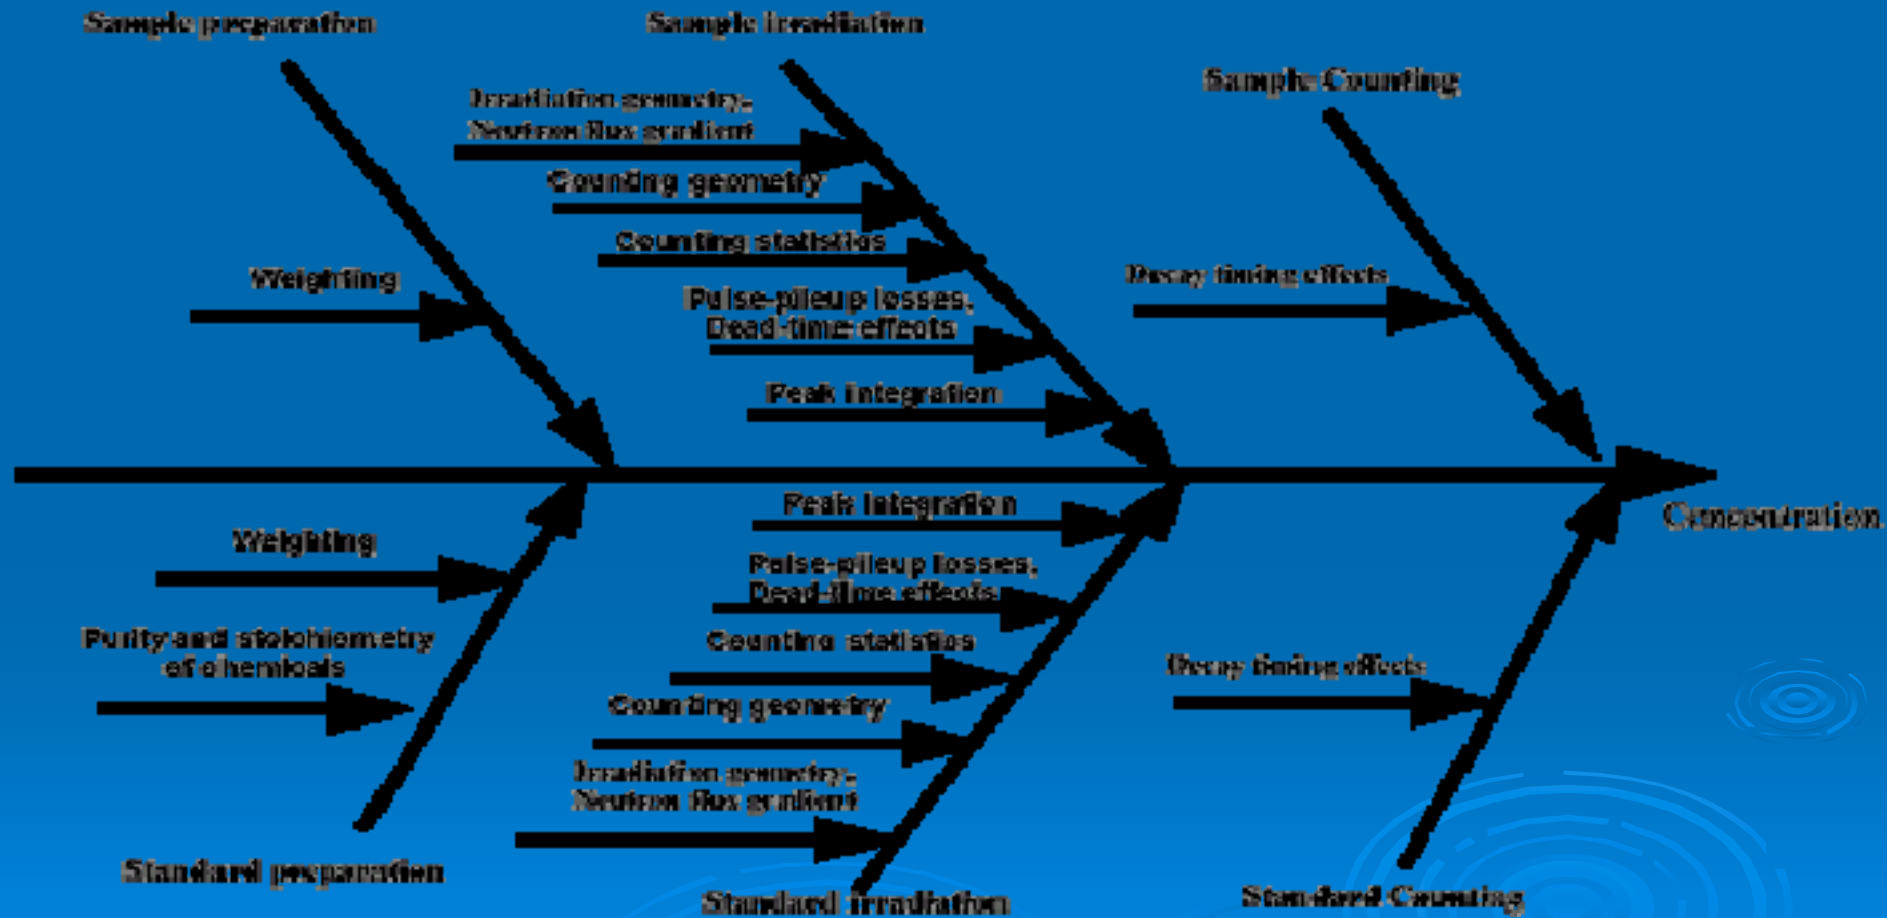 Sample preparation
Sample Irradiation
Sample Counting
Irradiation geometry,
Neutron flux gradient
Counting geometry
Counting statistics
Weighting
Decay timing effects
Pulse-pileup losses,
Dead-time effects
Peak Integration
Peak Integration
Concentration
Weighting
Pulse-pileup losses,
Dead-time effects
Purity and stoichiometry
of chemicals
Counting statistics
Decay timing effects
Counting geometry
Irradiation geometry,
Neutron flux gradient
Standard preparation
Standard Irradiation
Standard Counting